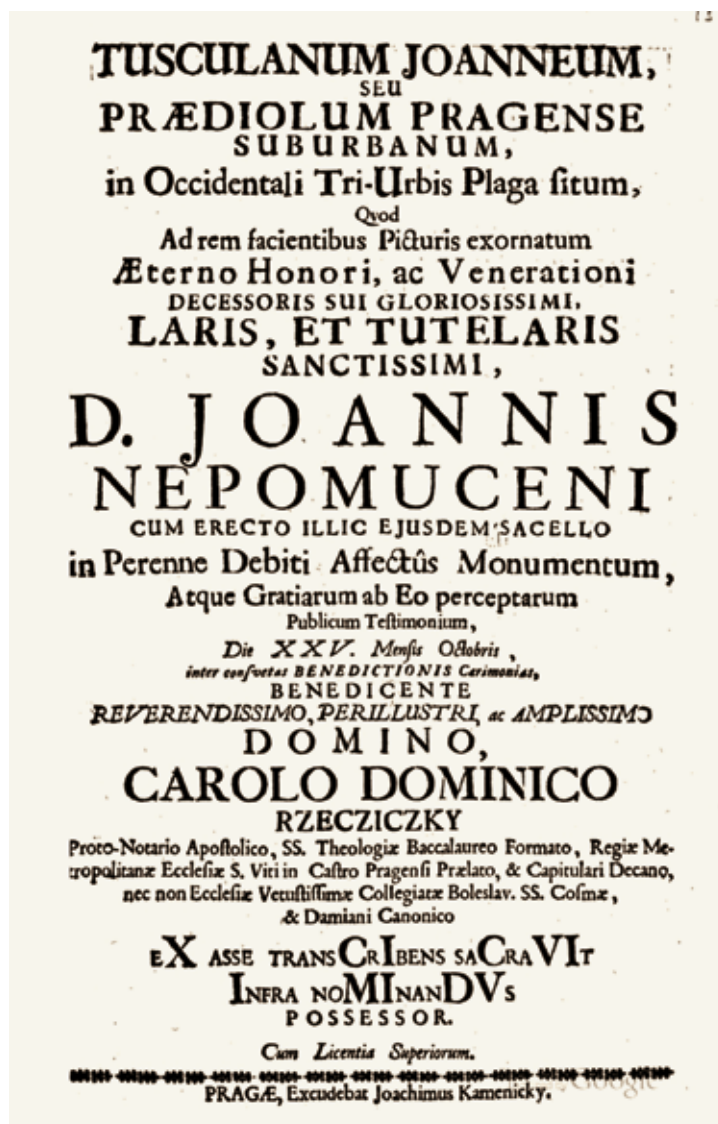 13
TUSCULANUM JOANNEUM,
SEU
PRÆDIOLUM PRAGENSE
SUBURBANUM,
in Occidentali Tri-Urbis Plaga ſitum,
Qvod
Ad rem facientibus Picturis exornatum
Æterno Honori, ac Venerationi
DECESSORIS SUI GLORIOSISSIMI,
LARIS, ET TUTELARIS
SANCTISSIMI,
D. JOANNIS
NEPOMUCENI
CUM ERECTO ILLIC EJUSDEM SACELLO
in Perenne Debiti Affectûs Monumentum,
Atque Gratiarum ab Eo perceptarum
Publicum Teſtimonium,
Die XXV. Menſis Octobris,
inter conſvetas BENEDICTIONIS Cærimonias,
BENEDICENTE
REVERENDISSIMO, PERILLUSTRI, ac AMPLISSIMO
DOMINO,
CAROLO DOMINICO
RZECZICZKY
Proto-Notario Apoſtolico, SS. Theologiæ Baccalaureo Formato, Regiæ Me-
tropolitanæ Eccleſiæ S. Viti in Caſtro Pragenſi Prælato, & Capitulari Decano,
nec non Eccleſiæ Vetuſtiſſimæ Collegiatæ Boleslav. SS. Coſmæ,
& Damiani Canonico
eX ASSE TRANSCRIBENS SACRAVIT
INFRA NOMINANDVS
POSSESSOR.
Cum Licentia Superiorum.
PRAGÆ, Excudebat Joachimus Kamenicky.
Google